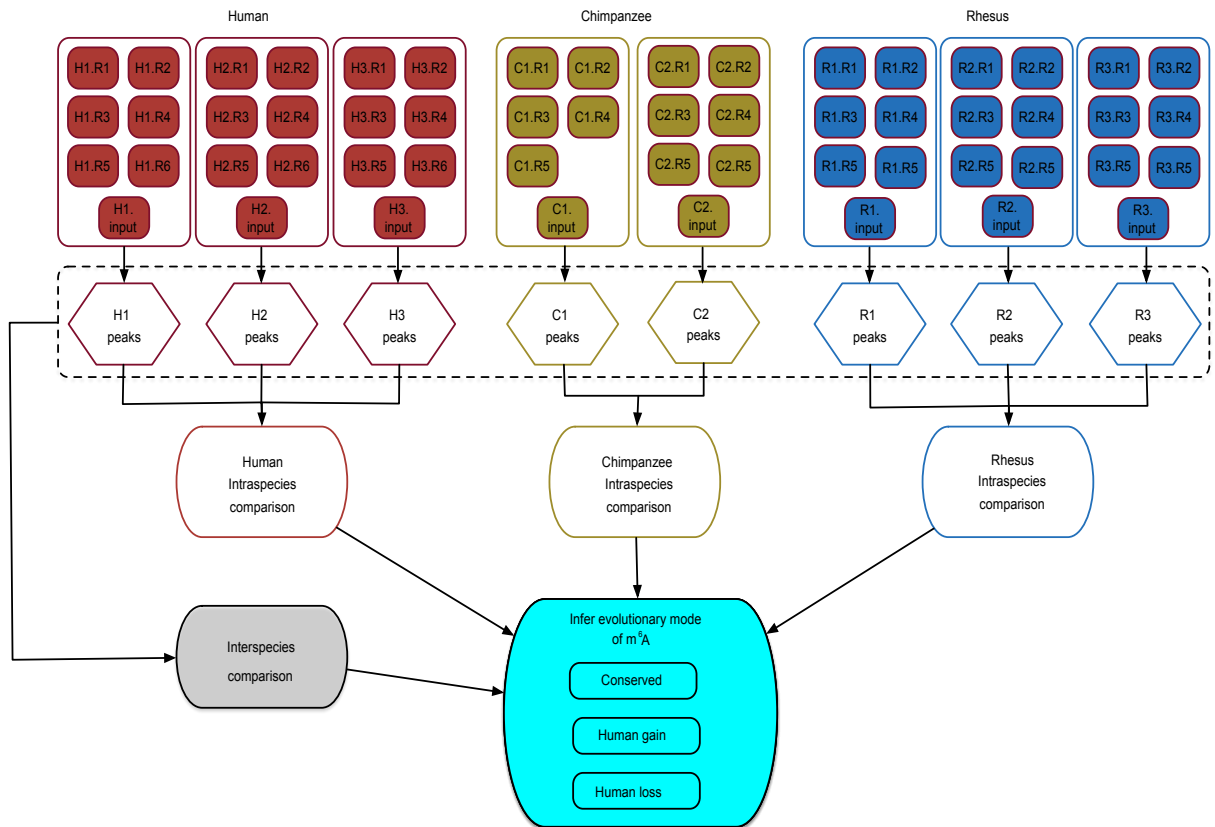 Human
Chimpanzee
Rhesus
H1.R1 H1.R2
H1.R3 H1.R4
H1.R5 H1.R6
H1.
input
H2.R1 H2.R2
H2.R3 H2.R4
H2.R5 H2.R6
H2.
input
H3.R1 H3.R2
H3.R3 H3.R4
H3.R5 H3.R6
H3.
input
C1.R1 C1.R2
C1.R3 C1.R4
C1.R5
C1.
input
C2.R1 C2.R2
C2.R3 C2.R4
C2.R5 C2.R5
C2.
input
R1.R1 R1.R2
R1.R3 R1.R4
R1.R5 R1.R5
R1.
input
R2.R1 R2.R2
R2.R3 R2.R4
R2.R5 R2.R5
R2.
input
R3.R1 R3.R2
R3.R3 R3.R4
R3.R5 R3.R5
R3.
input
H1
peaks
H2
peaks
H3
peaks
C1
peaks
C2
peaks
R1
peaks
R2
peaks
R3
peaks
Human
Intraspecies
comparison
Chimpanzee
Intraspecies
comparison
Rhesus
Intraspecies
comparison
Interspecies
comparison
Infer evolutionary mode
of m⁶A
Conserved
Human gain
Human loss